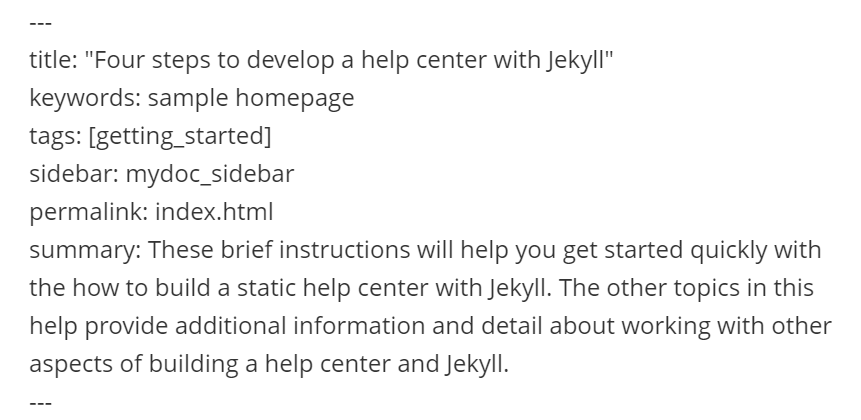 ---
title: "Four steps to develop a help center with Jekyll"
keywords: sample homepage
tags: [getting_started]
sidebar: mydoc_sidebar
permalink: index.html
summary: These brief instructions will help you get started quickly with
the how to build a static help center with Jekyll. The other topics in this
help provide additional information and detail about working with other
aspects of building a help center and Jekyll.
---